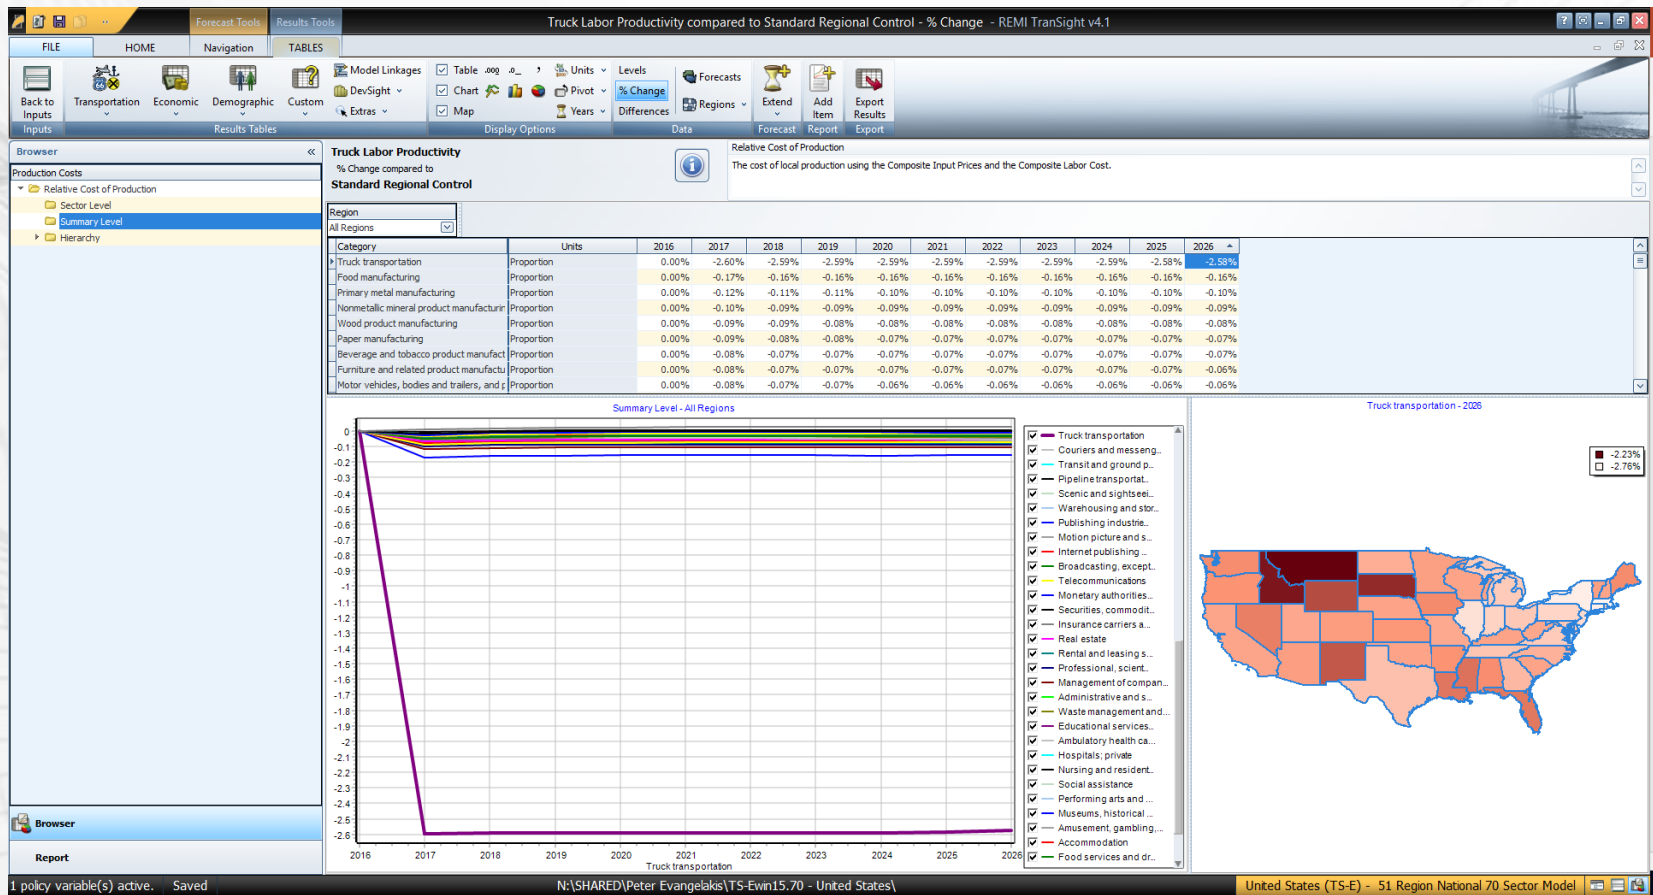 Forecast Tools Results Tools Truck Labor Productivity compared to Standard Regional Control - % Change - REMI TranSight v4.1
FILE HOME Navigation TABLES
Back to Inputs
Transportation
Economic
Demographic
Custom
Model Linkages
DevSight
Extras
Table .000 .0_ , Units
Chart Pivot
Map Years
Levels
% Change
Differences
Forecasts
Regions
Extend
Add Item
Export Results
Inputs Results Tables Display Options Data Forecast Report Export
Browser «
Production Costs
Relative Cost of Production
Sector Level
Summary Level
Hierarchy
Browser
Report
Truck Labor Productivity
% Change compared to
Standard Regional Control
Relative Cost of Production
The cost of local production using the Composite Input Prices and the Composite Labor Cost.
Region
All Regions
Category Units 2016 2017 2018 2019 2020 2021 2022 2023 2024 2025 2026
Truck transportation Proportion 0.00% -2.60% -2.59% -2.59% -2.59% -2.59% -2.59% -2.59% -2.59% -2.58% -2.58%
Food manufacturing Proportion 0.00% -0.17% -0.16% -0.16% -0.16% -0.16% -0.16% -0.16% -0.16% -0.16% -0.16%
Primary metal manufacturing Proportion 0.00% -0.12% -0.11% -0.11% -0.10% -0.10% -0.10% -0.10% -0.10% -0.10% -0.10%
Nonmetallic mineral product manufacturin Proportion 0.00% -0.10% -0.09% -0.09% -0.09% -0.09% -0.09% -0.09% -0.09% -0.09% -0.09%
Wood product manufacturing Proportion 0.00% -0.09% -0.09% -0.08% -0.08% -0.08% -0.08% -0.08% -0.08% -0.08% -0.08%
Paper manufacturing Proportion 0.00% -0.09% -0.08% -0.08% -0.07% -0.07% -0.07% -0.07% -0.07% -0.07% -0.07%
Beverage and tobacco product manufact Proportion 0.00% -0.08% -0.07% -0.07% -0.07% -0.07% -0.07% -0.07% -0.07% -0.07% -0.07%
Furniture and related product manufactu Proportion 0.00% -0.08% -0.07% -0.07% -0.07% -0.07% -0.07% -0.07% -0.07% -0.07% -0.06%
Motor vehicles, bodies and trailers, and p Proportion 0.00% -0.08% -0.07% -0.07% -0.06% -0.06% -0.06% -0.06% -0.06% -0.06% -0.06%
Summary Level - All Regions
0
-0.1
-0.2
-0.3
-0.4
-0.5
-0.6
-0.7
-0.8
-0.9
-1
-1.1
-1.2
-1.3
-1.4
-1.5
-1.6
-1.7
-1.8
-1.9
-2
-2.1
-2.2
-2.3
-2.4
-2.5
-2.6
2016 2017 2018 2019 2020 2021 2022 2023 2024 2025 2026
Truck transportation
Truck transportation
Couriers and messeng...
Transit and ground p...
Pipeline transportat...
Scenic and sightseei...
Warehousing and stor...
Publishing industrie...
Motion picture and s...
Internet publishing ...
Broadcasting, except...
Telecommunications
Monetary authorities...
Securities, commodit...
Insurance carriers a...
Real estate
Rental and leasing s...
Professional, scient...
Management of compan...
Administrative and s...
Waste management and...
Educational services...
Ambulatory health ca...
Hospitals; private
Nursing and resident...
Social assistance
Performing arts and ...
Museums, historical ...
Amusement, gambling,...
Accommodation
Food services and dr...
Truck transportation - 2026
-2.23%
-2.76%
1 policy variable(s) active. Saved N:\SHARED\Peter Evangelakis\TS-Ewin15.70 - United States\ United States (TS-E) - 51 Region National 70 Sector Model